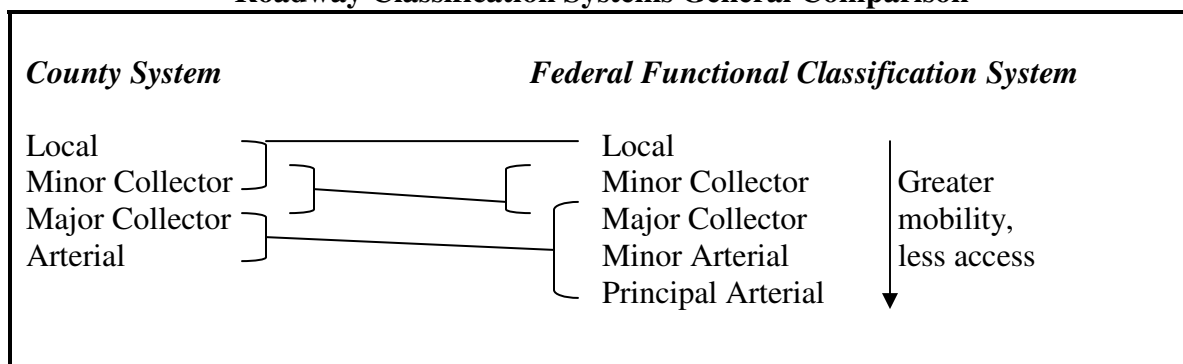 Roadway Classification Systems General Comparison
County System Federal Functional Classification System
Local Local
Minor Collector Minor Collector Greater
Major Collector Major Collector mobility,
Arterial Minor Arterial less access
Principal Arterial